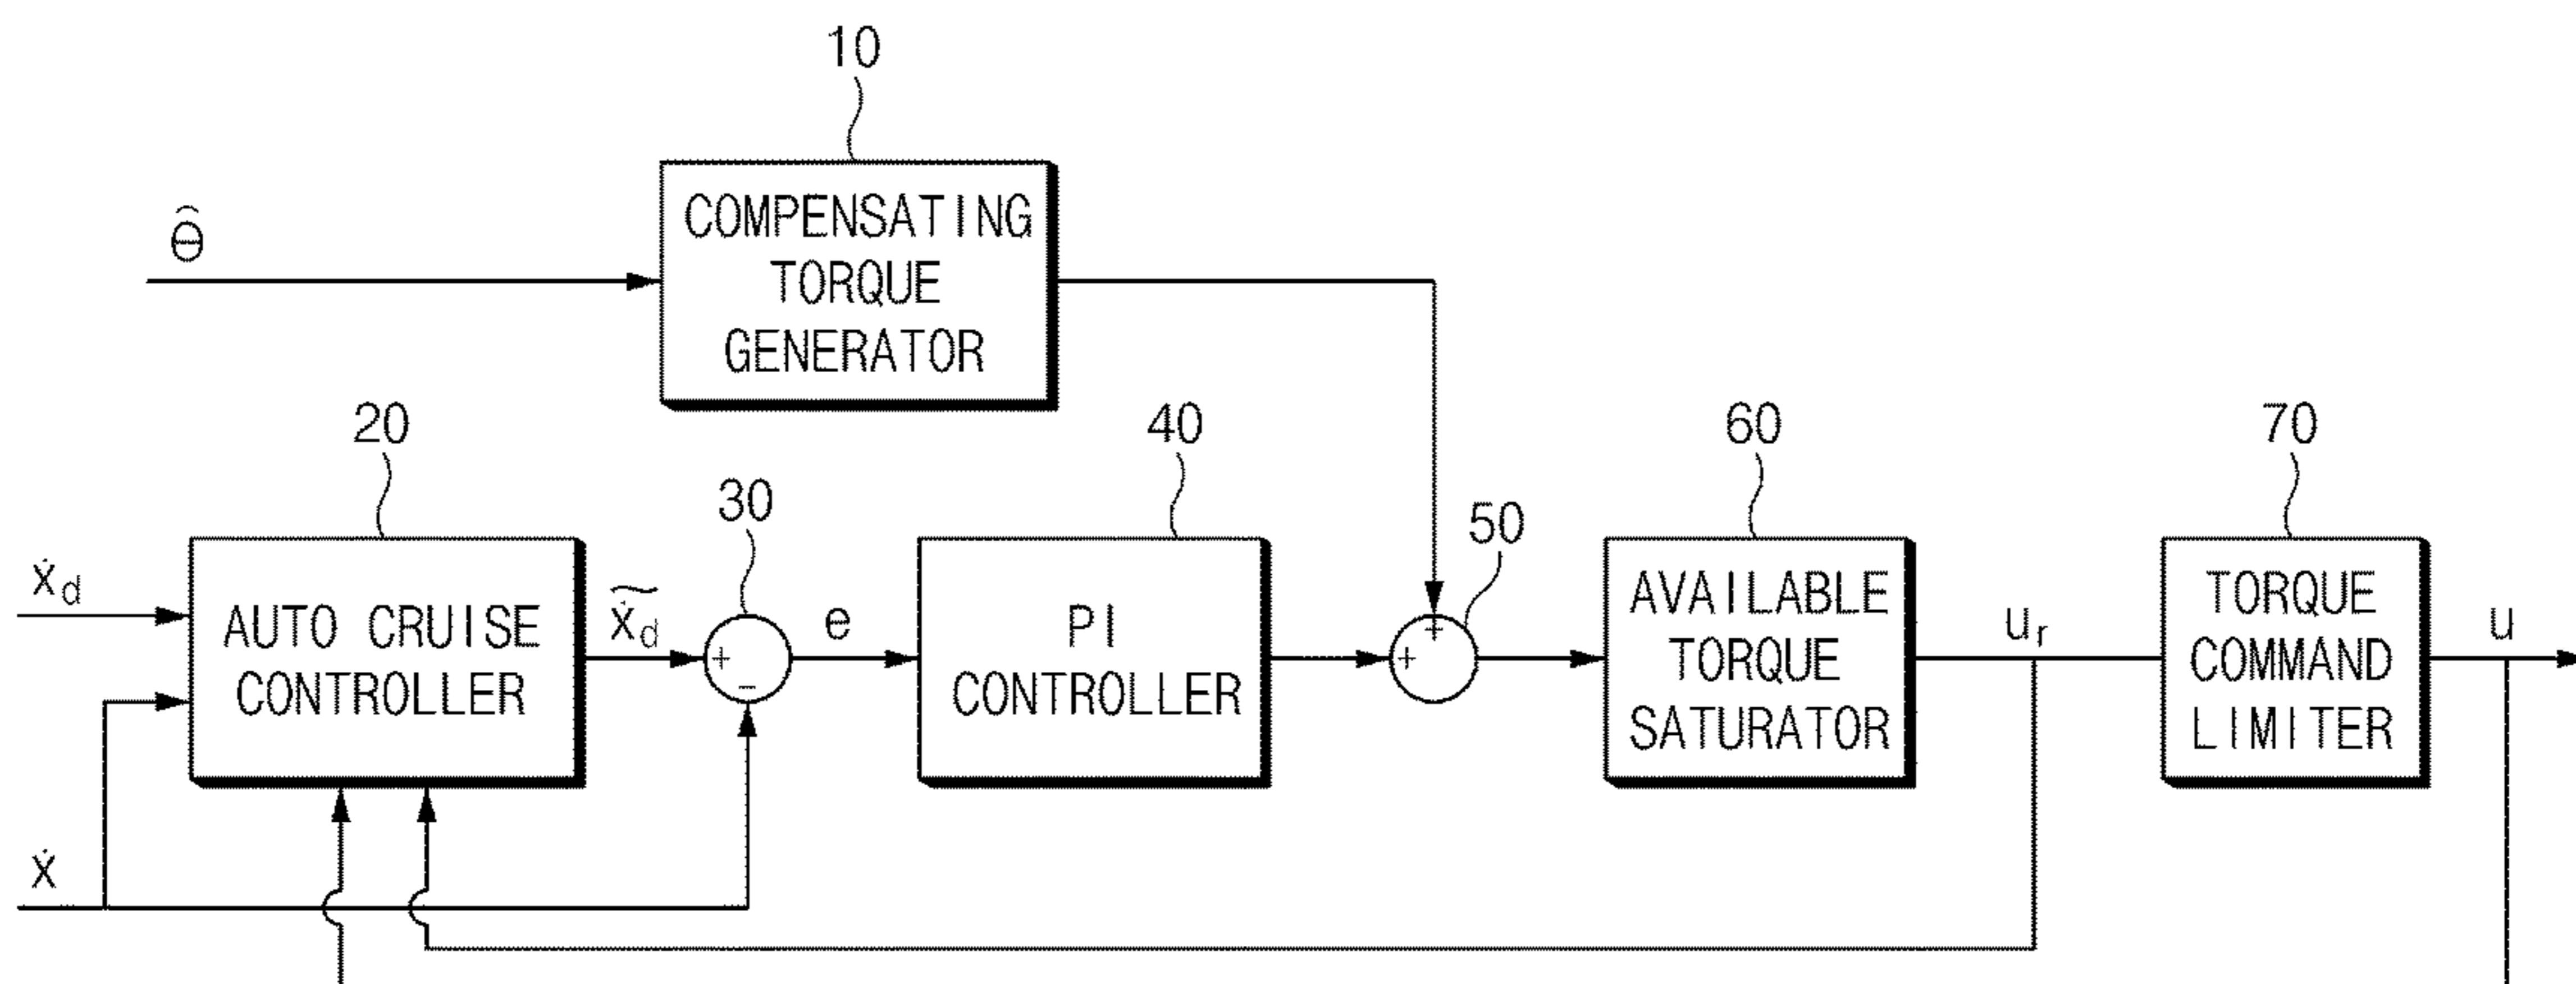 10
COMPENSATING
TORQUE
GENERATOR
θ̂
20
30
40
50
60
70
ẋd
AUTO CRUISE
CONTROLLER
ẋ̃d
+
−
e
PI
CONTROLLER
+
+
AVAILABLE
TORQUE
SATURATOR
ur
TORQUE
COMMAND
LIMITER
u
ẋ